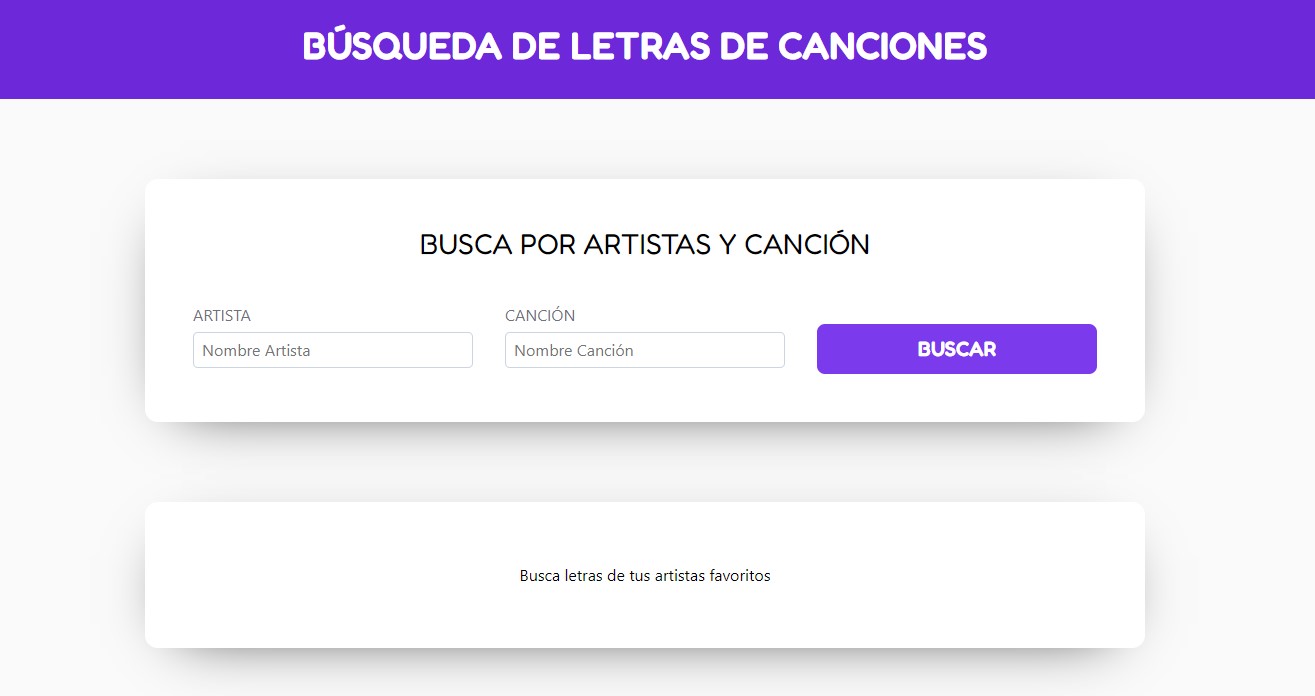 BÚSQUEDA DE LETRAS DE CANCIONES
BUSCA POR ARTISTAS Y CANCIÓN
ARTISTA
CANCIÓN
Nombre Artista
Nombre Canción
BUSCAR
Busca letras de tus artistas favoritos